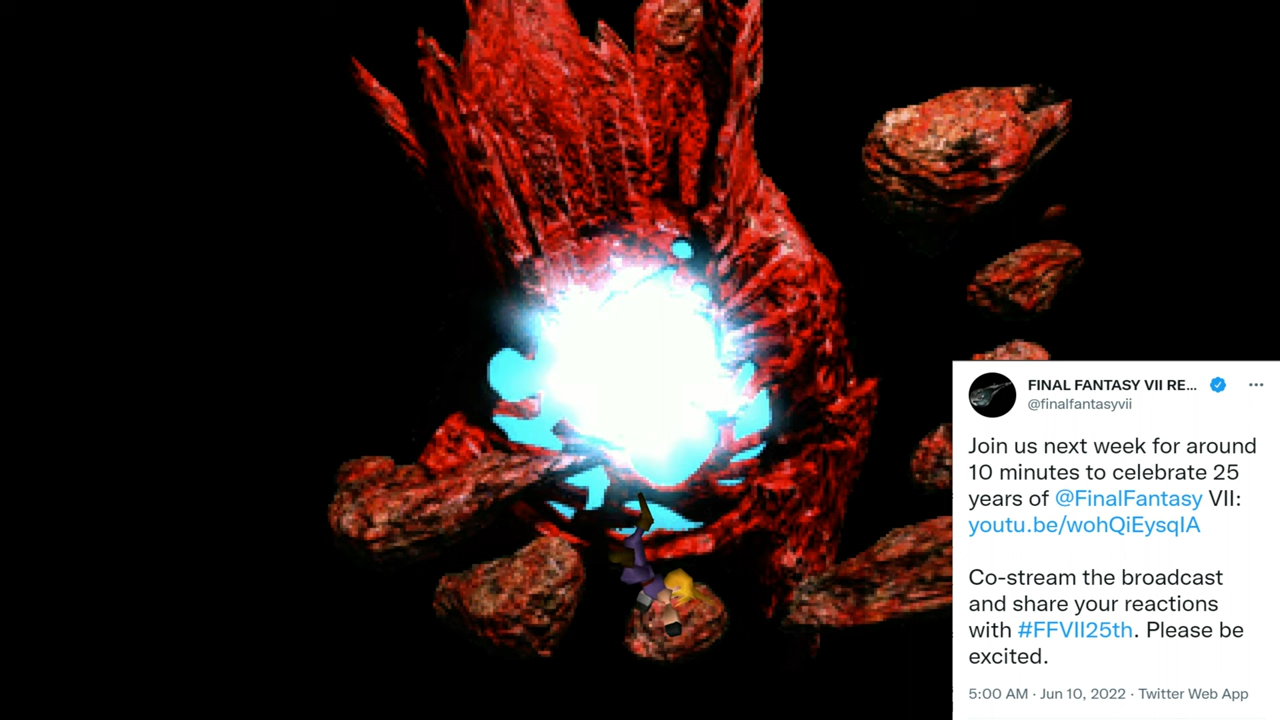 FINAL FANTASY VII RE...
@finalfantasyvii
Join us next week for around
10 minutes to celebrate 25
years of @FinalFantasy VII:
youtu.be/wohQiEysqIA
Co-stream the broadcast
and share your reactions
with #FFVII25th. Please be
excited.
5:00 AM · Jun 10, 2022 · Twitter Web App